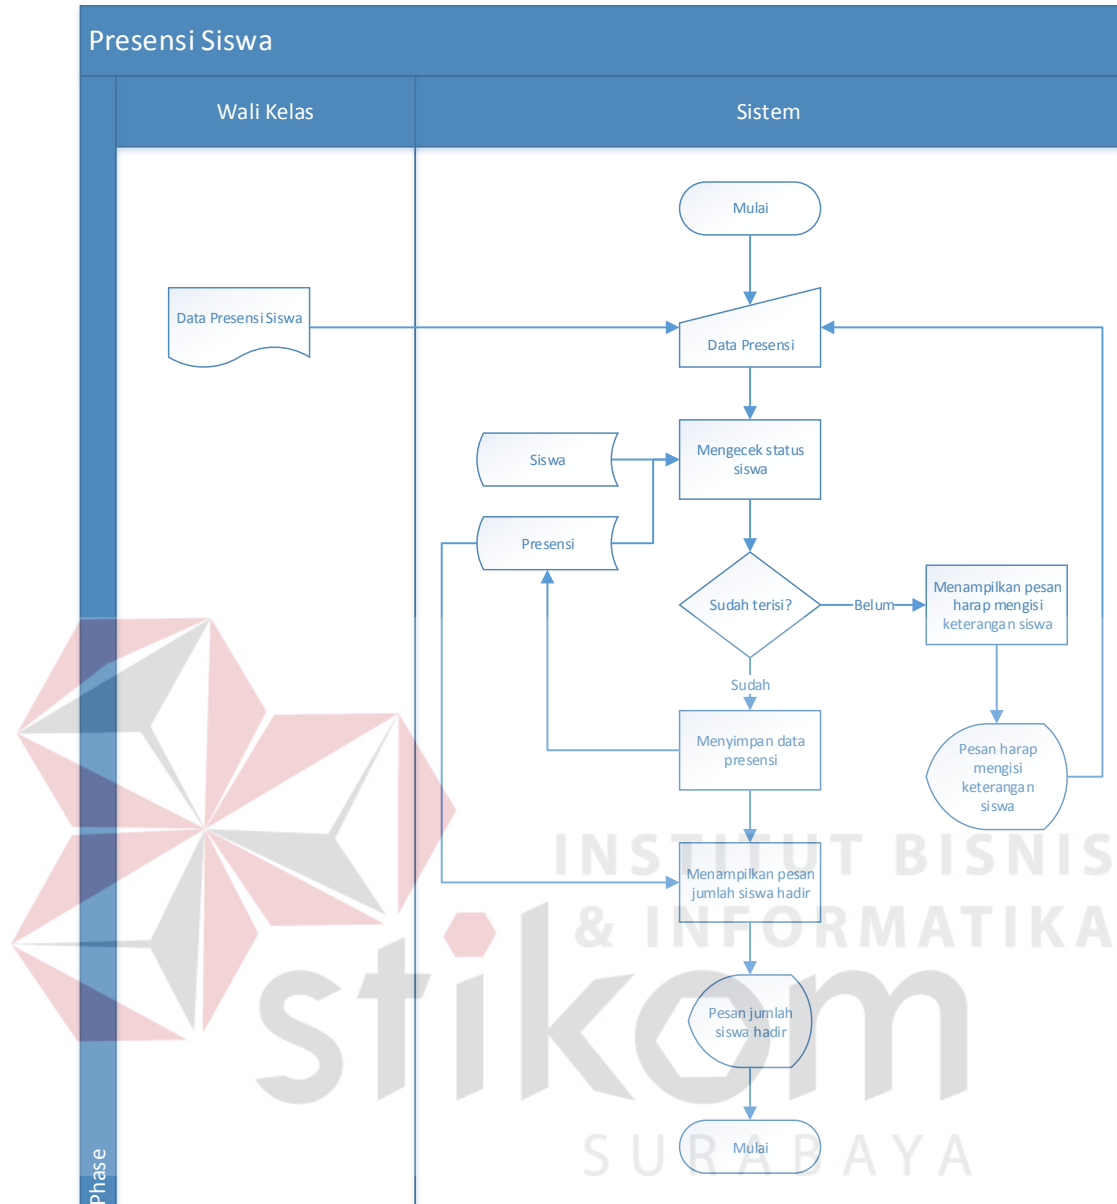 Presensi Siswa
Wali Kelas
Sistem
Mulai
Data Presensi Siswa
Data Presensi
Siswa
Mengecek status
siswa
Presensi
Sudah terisi?
Belum
Menampilkan pesan
harap mengisi
keterangan siswa
Sudah
Menyimpan data
presensi
Pesan harap
mengisi
keterangan
siswa
Menampilkan pesan
jumlah siswa hadir
Pesan jumlah
siswa hadir
Mulai
Phase
INSTITUT BISNIS
& INFORMATIKA
stikom
SURABAYA